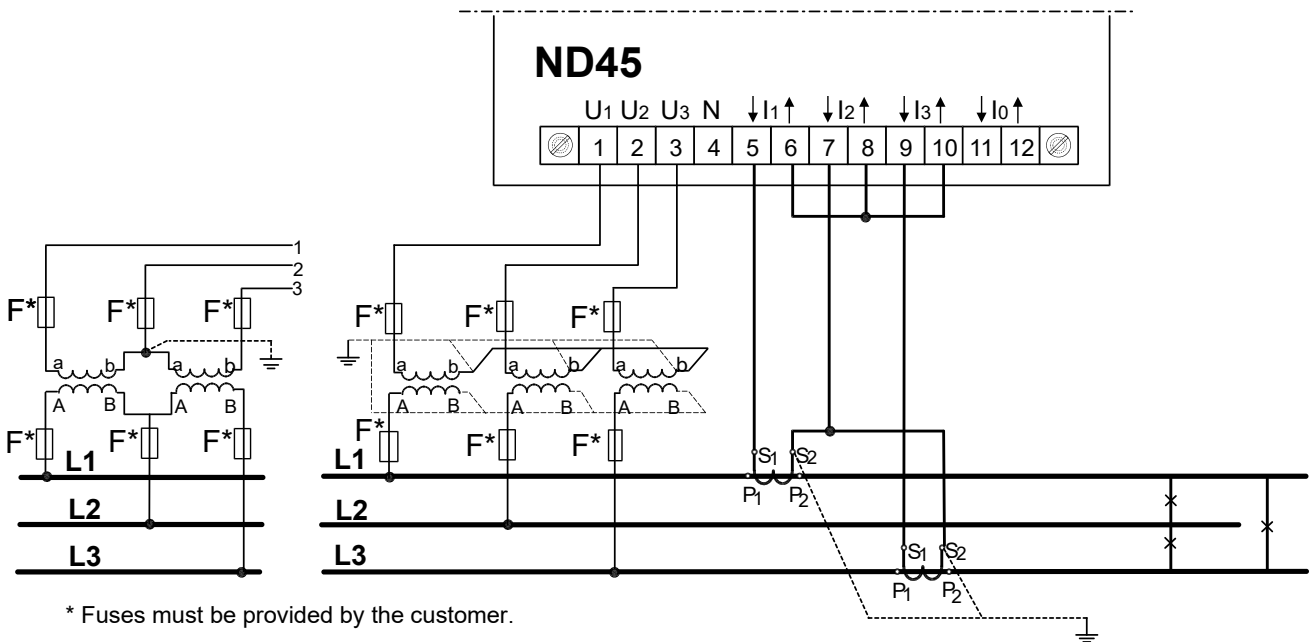 ND45
U1 U2 U3 N ↓I1↑ ↓I2↑ ↓I3↑ ↓I0↑
1 2 3 4 5 6 7 8 9 10 11 12
1
2
3
F* F* F* F* F* F*
a b a b a b a b a b
A B A B A B A B A B
F* F* F* F* F* F*
L1 L1 S1 S2
P1 P2
L2 L2
L3 L3 S1 S2
P1 P2
* Fuses must be provided by the customer.